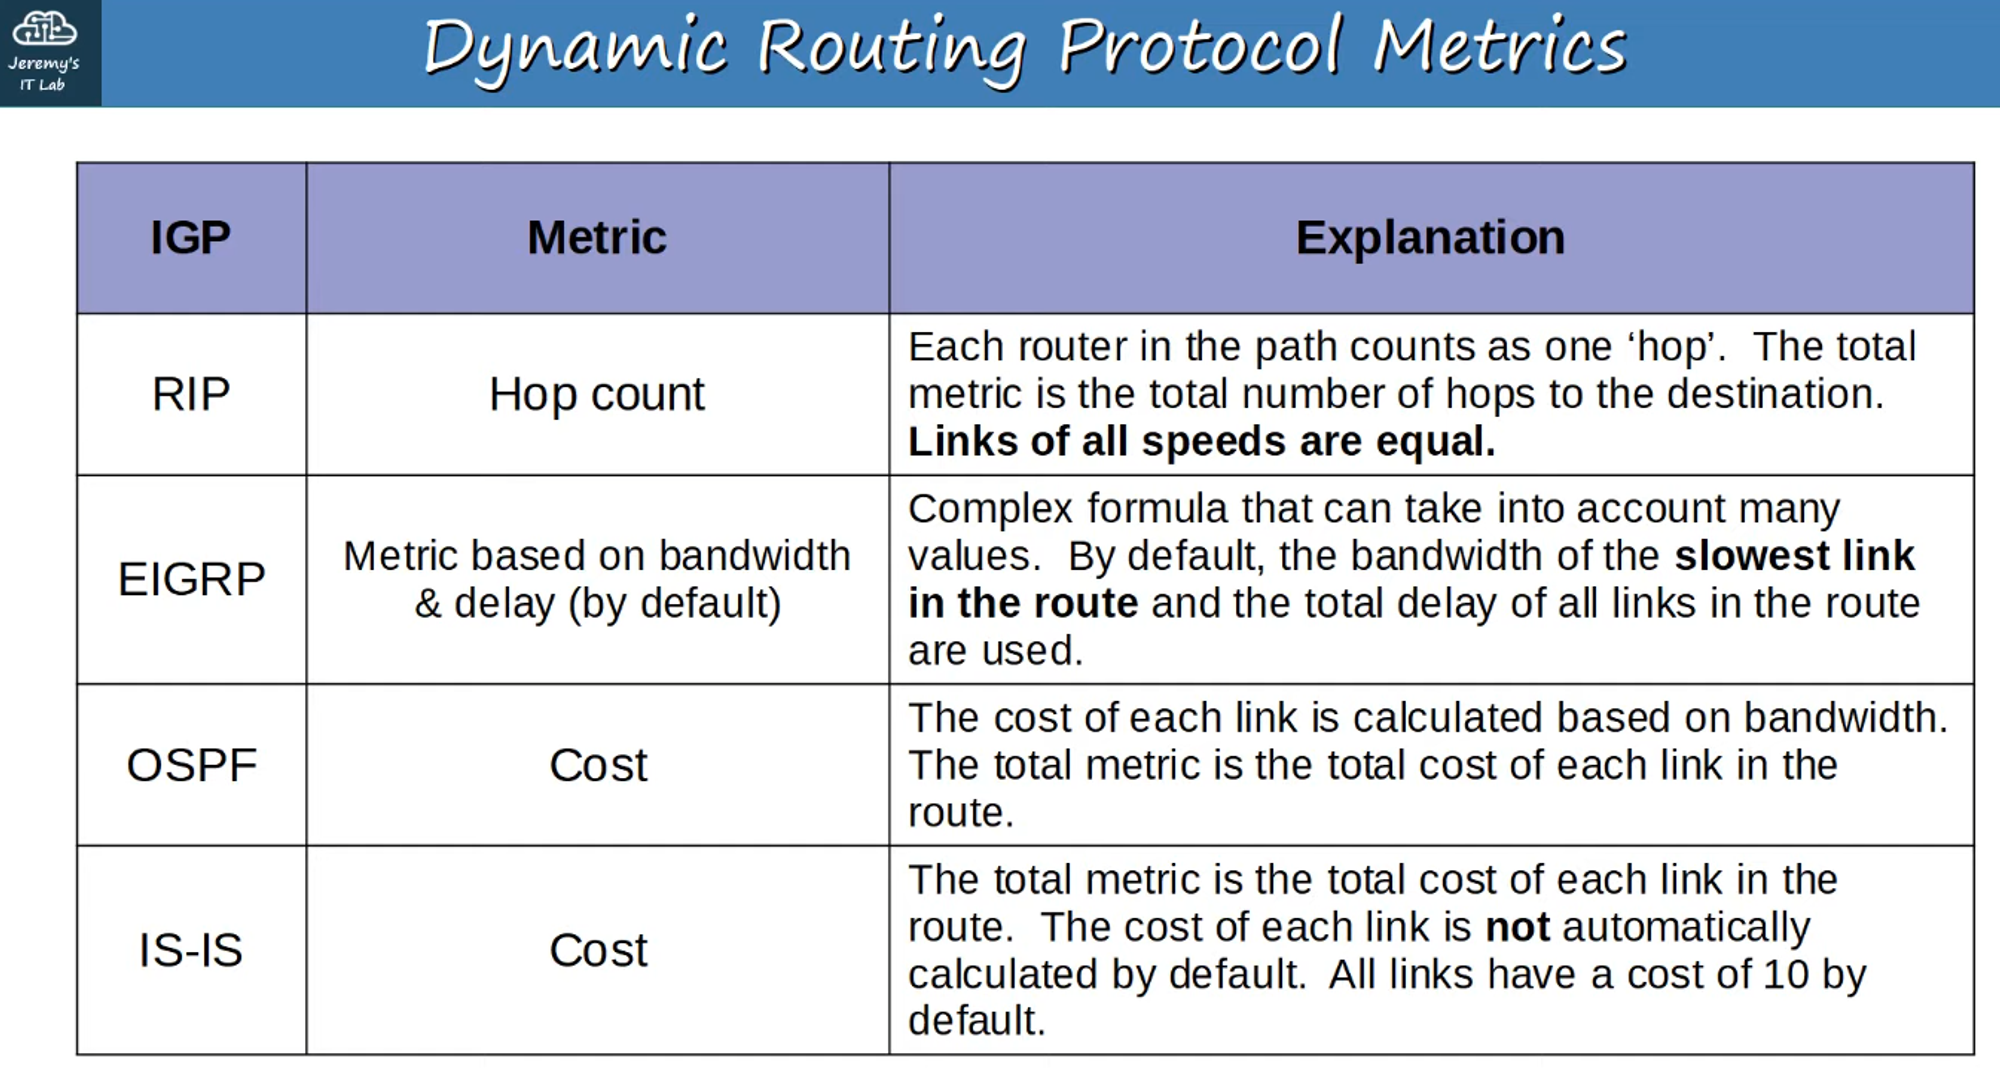 Jeremy's
IT Lab
Dynamic Routing Protocol Metrics
IGP
Metric
Explanation
RIP
Hop count
Each router in the path counts as one ‘hop’.  The total
metric is the total number of hops to the destination.
Links of all speeds are equal.
EIGRP
Metric based on bandwidth
& delay (by default)
Complex formula that can take into account many
values.  By default, the bandwidth of the slowest link
in the route and the total delay of all links in the route
are used.
OSPF
Cost
The cost of each link is calculated based on bandwidth.
The total metric is the total cost of each link in the
route.
IS-IS
Cost
The total metric is the total cost of each link in the
route.  The cost of each link is not automatically
calculated by default.  All links have a cost of 10 by
default.